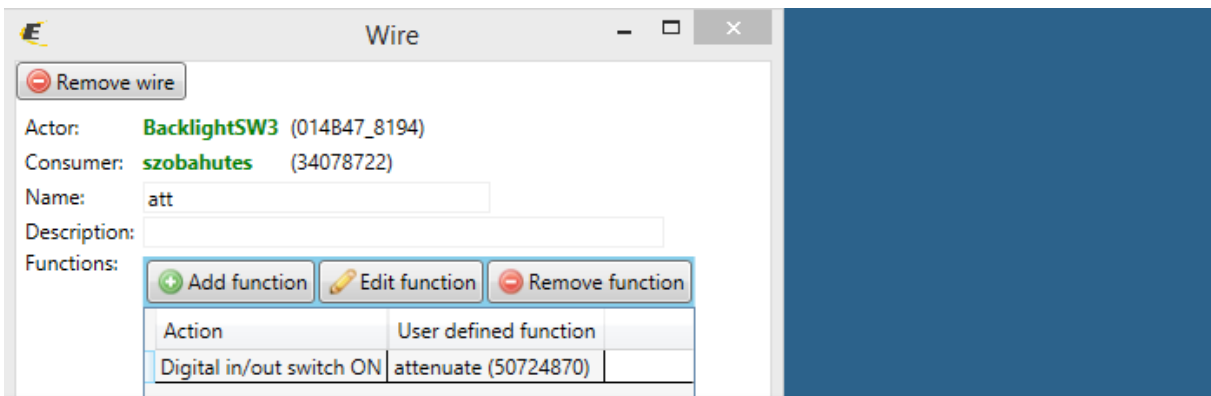 Wire
Remove wire
Actor: BacklightSW3 (014B47_8194)
Consumer: szobahutes (34078722)
Name: att
Description:
Functions:
Add function Edit function Remove function
Action User defined function
Digital in/out switch ON attenuate (50724870)